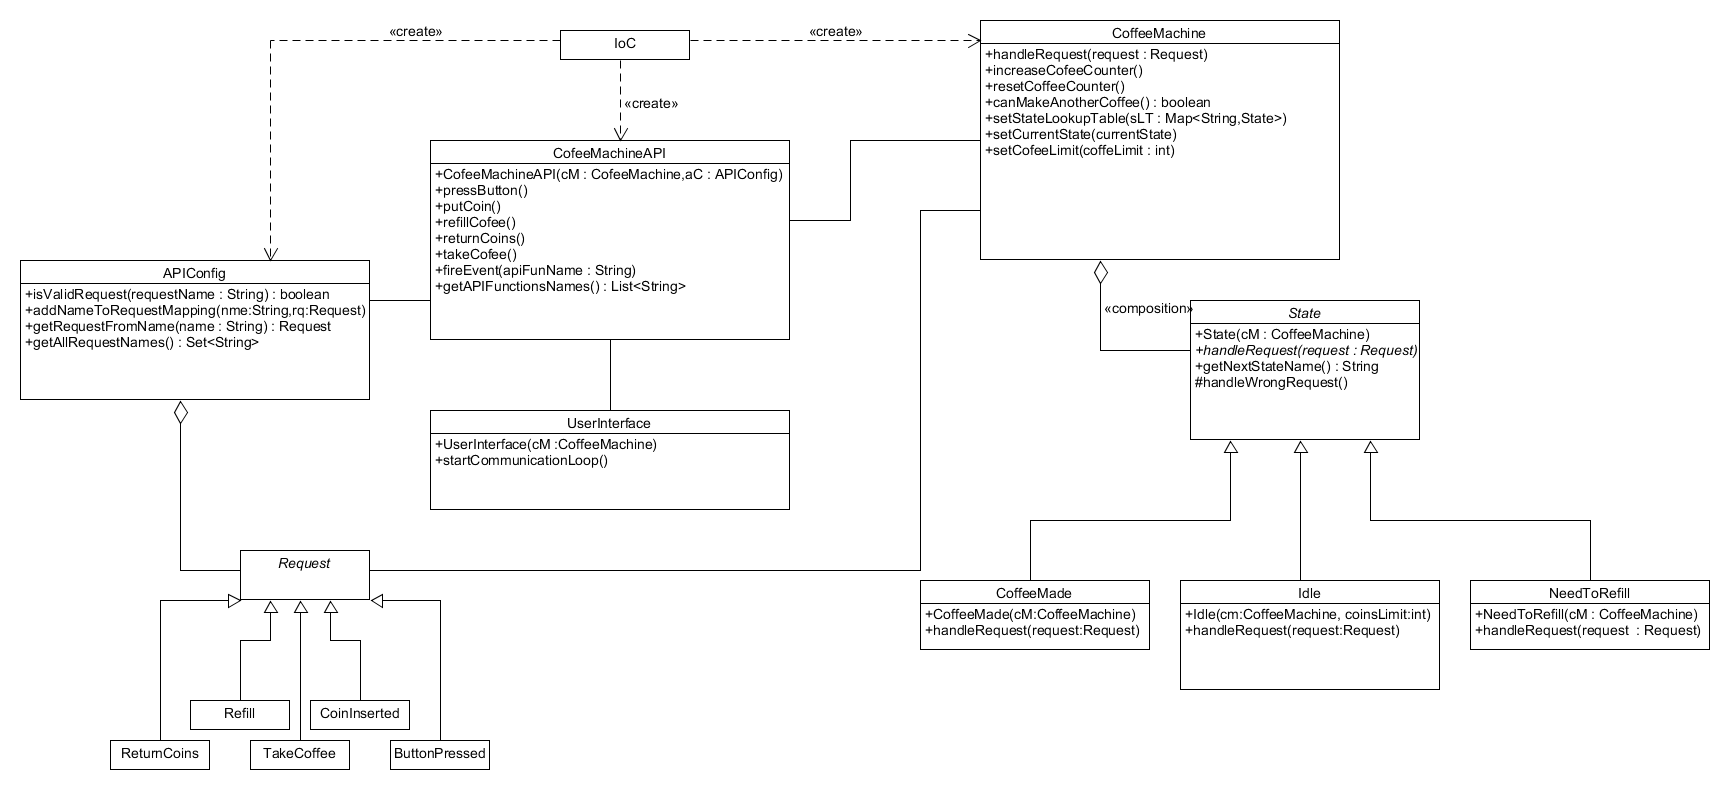 «create»
IoC
«create»
«create»
CoffeeMachine
+handleRequest(request : Request)
+increaseCofeeCounter()
+resetCoffeeCounter()
+canMakeAnotherCoffee() : boolean
+setStateLookupTable(sLT : Map<String,State>)
+setCurrentState(currentState)
+setCofeeLimit(coffeLimit : int)
CofeeMachineAPI
+CofeeMachineAPI(cM : CofeeMachine,aC : APIConfig)
+pressButton()
+putCoin()
+refillCofee()
+returnCoins()
+takeCofee()
+fireEvent(apiFunName : String)
+getAPIFunctionsNames() : List<String>
APIConfig
+isValidRequest(requestName : String) : boolean
+addNameToRequestMapping(nme:String,rq:Request)
+getRequestFromName(name : String) : Request
+getAllRequestNames() : Set<String>
«composition»
State
+State(cM : CoffeeMachine)
+handleRequest(request : Request)
+getNextStateName() : String
#handleWrongRequest()
UserInterface
+UserInterface(cM :CoffeeMachine)
+startCommunicationLoop()
Request
CoffeeMade
+CoffeeMade(cM:CoffeeMachine)
+handleRequest(request:Request)
Idle
+Idle(cm:CoffeeMachine, coinsLimit:int)
+handleRequest(request:Request)
NeedToRefill
+NeedToRefill(cM : CoffeeMachine)
+handleRequest(request  : Request)
Refill
CoinInserted
ReturnCoins
TakeCoffee
ButtonPressed